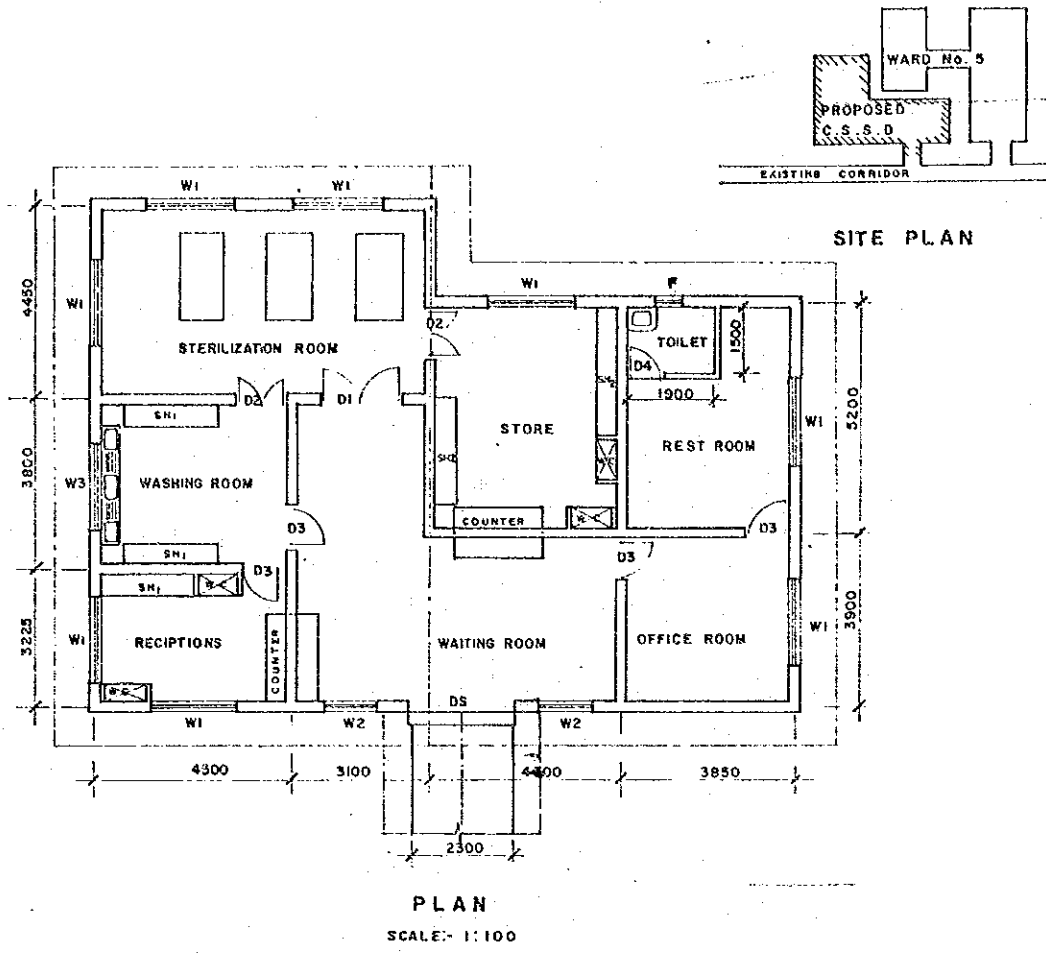 WARD No. 5
PROPOSED
C.S.S.D
EXISTING CORRIDOR
SITE PLAN
W1
W1
4450
W1
STERILIZATION ROOM
D2
W1
F
TOILET
1500
D4
1900
D2
D1
SH1
3800
W3
WASHING ROOM
STORE
REST ROOM
W1
5200
D3
COUNTER
D3
SH1
D3
D3
SH1
3225
W1
RECIPTIONS
COUNTER
WAITING ROOM
OFFICE ROOM
W1
3900
W1
W2
DS
W2
4300
3100
3850
2300
PLAN
SCALE:- 1:100